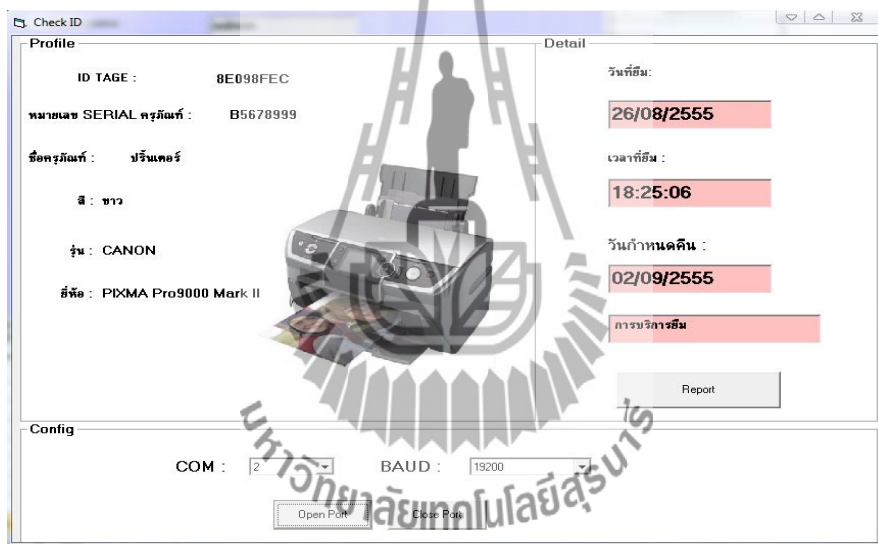 Check ID
Profile
ID TAGE : 8E098FEC
หมายเลข SERIAL ครุภัณฑ์ : B5678999
ชื่อครุภัณฑ์ : ปริ้นเตอร์
สี : ขาว
รุ่น : CANON
ยี่ห้อ : PIXMA Pro9000 Mark II
Detail
วันที่ยืม:
26/08/2555
เวลาที่ยืม :
18:25:06
วันกำหนดคืน :
02/09/2555
การบริการยืม
Report
Config
COM : 2 BAUD : 19200
Open Port Close Port
มหาวิทยาลัยเทคโนโลยีสุรนารี